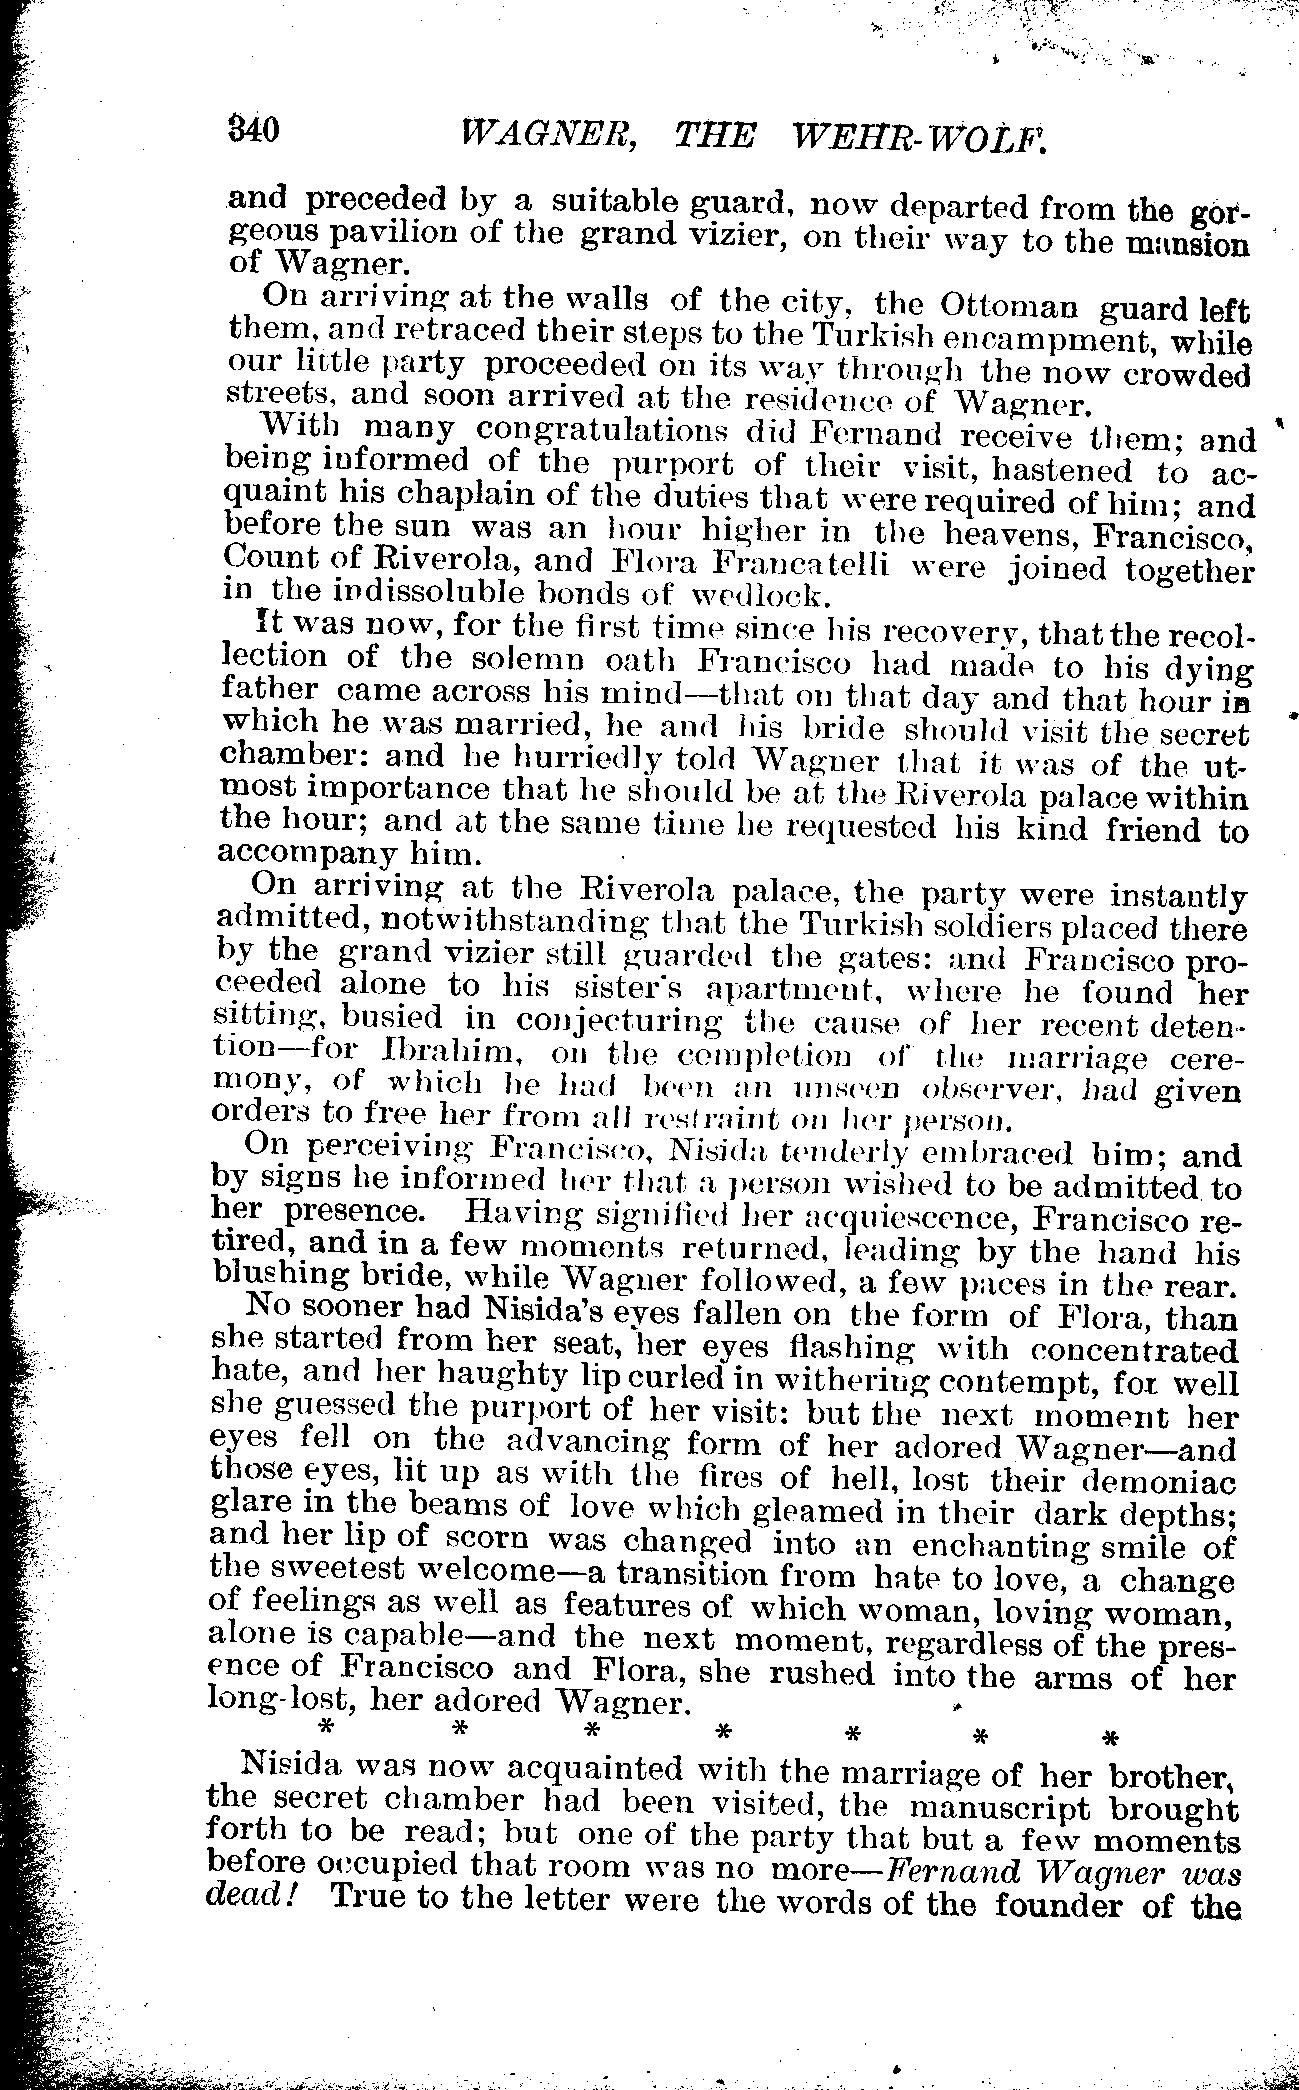 340 WAGNER, THE WEHR-WOLF.
and preceded by a suitable guard, now departed from the gor-
geous pavilion of the grand vizier, on their way to the mansion
of Wagner.
On arriving at the walls of the city, the Ottoman guard left
them, and retraced their steps to the Turkish encampment, while
our little party proceeded on its way through the now crowded
streets, and soon arrived at the residence of Wagner.
With many congratulations did Fernand receive them; and
being informed of the purport of their visit, hastened to ac-
quaint his chaplain of the duties that were required of him; and
before the sun was an hour higher in the heavens, Francisco,
Count of Riverola, and Flora Francatelli were joined together
in the indissoluble bonds of wedlock.
It was now, for the first time since his recovery, that the recol-
lection of the solemn oath Francisco had made to his dying
father came across his mind—that on that day and that hour in
which he was married, he and his bride should visit the secret
chamber: and he hurriedly told Wagner that it was of the ut-
most importance that he should be at the Riverola palace within
the hour; and at the same time he requested his kind friend to
accompany him.
On arriving at the Riverola palace, the party were instantly
admitted, notwithstanding that the Turkish soldiers placed there
by the grand vizier still guarded the gates: and Francisco pro-
ceeded alone to his sister's apartment, where he found her
sitting, busied in conjecturing the cause of her recent deten-
tion—for Ibrahim, on the completion of the marriage cere-
mony, of which he had been an unseen observer, had given
orders to free her from all restraint on her person.
On perceiving Francisco, Nisida tenderly embraced him; and
by signs he informed her that a person wished to be admitted to
her presence. Having signified her acquiescence, Francisco re-
tired, and in a few moments returned, leading by the hand his
blushing bride, while Wagner followed, a few paces in the rear.
No sooner had Nisida's eyes fallen on the form of Flora, than
she started from her seat, her eyes flashing with concentrated
hate, and her haughty lip curled in withering contempt, for well
she guessed the purport of her visit: but the next moment her
eyes fell on the advancing form of her adored Wagner—and
those eyes, lit up as with the fires of hell, lost their demoniac
glare in the beams of love which gleamed in their dark depths;
and her lip of scorn was changed into an enchanting smile of
the sweetest welcome—a transition from hate to love, a change
of feelings as well as features of which woman, loving woman,
alone is capable—and the next moment, regardless of the pres-
ence of Francisco and Flora, she rushed into the arms of her
long-lost, her adored Wagner.
* * * * * * *
Nisida was now acquainted with the marriage of her brother,
the secret chamber had been visited, the manuscript brought
forth to be read; but one of the party that but a few moments
before occupied that room was no more—Fernand Wagner was
dead! True to the letter were the words of the founder of the